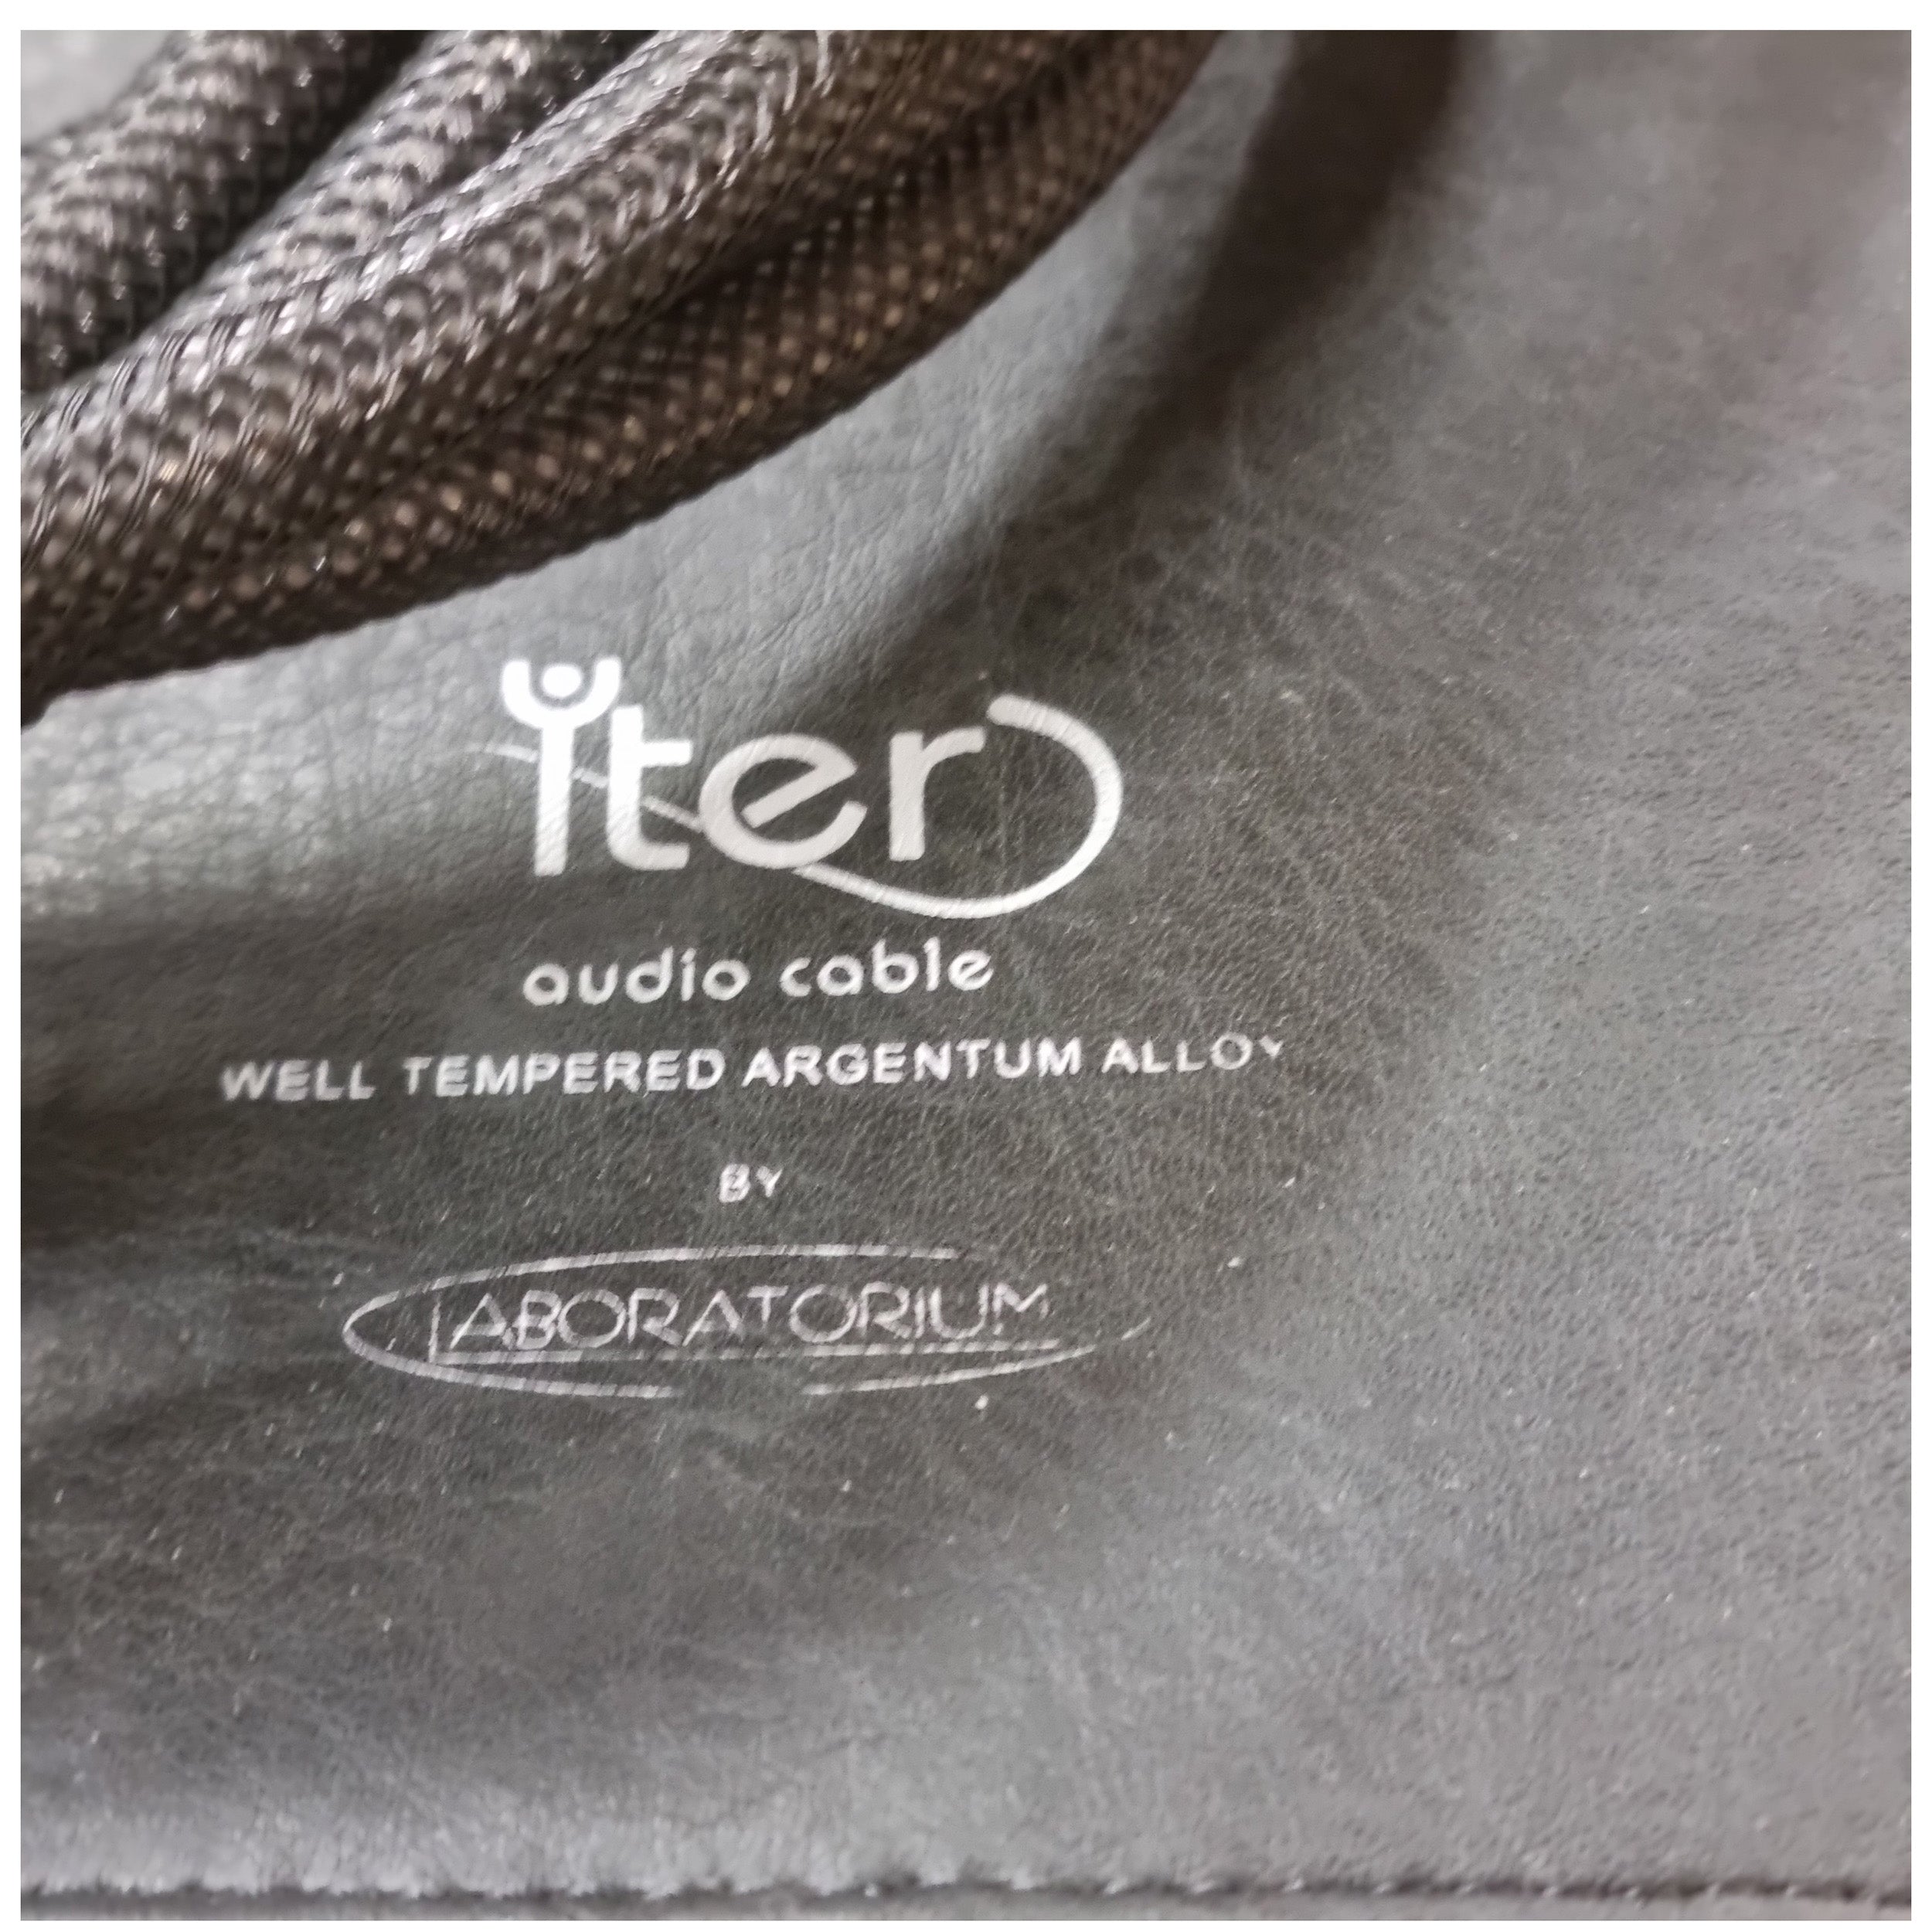 iter
audio cable
WELL TEMPERED ARGENTUM ALLOY
BY
LABORATORIUM